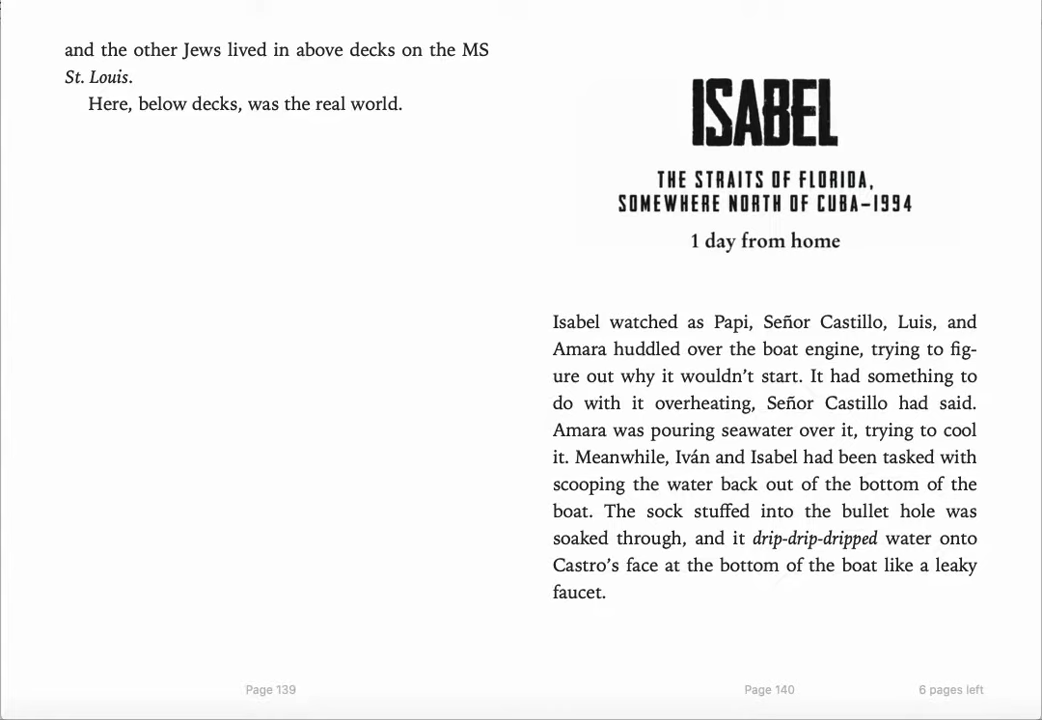 and the other Jews lived in above decks on the MS
St. Louis.
Here, below decks, was the real world.
Page 139
ISABEL
THE STRAITS OF FLORIDA,
SOMEWHERE NORTH OF CUBA–1994
1 day from home
Isabel watched as Papi, Señor Castillo, Luis, and
Amara huddled over the boat engine, trying to fig-
ure out why it wouldn’t start. It had something to
do with it overheating, Señor Castillo had said.
Amara was pouring seawater over it, trying to cool
it. Meanwhile, Iván and Isabel had been tasked with
scooping the water back out of the bottom of the
boat. The sock stuffed into the bullet hole was
soaked through, and it drip-drip-dripped water onto
Castro’s face at the bottom of the boat like a leaky
faucet.
Page 140
6 pages left